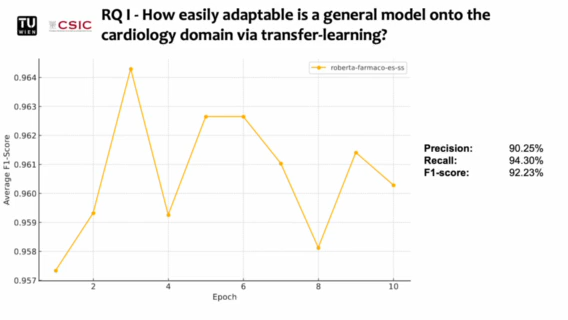 TU
WIEN
CSIC
RQ I - How easily adaptable is a general model onto the
cardiology domain via transfer-learning?
roberta-farmaco-es-ss
0.964
0.963
0.962
0.961
0.960
0.959
0.958
0.957
Average F1-Score
2
4
6
8
10
Epoch
Precision: 90.25%
Recall: 94.30%
F1-score: 92.23%